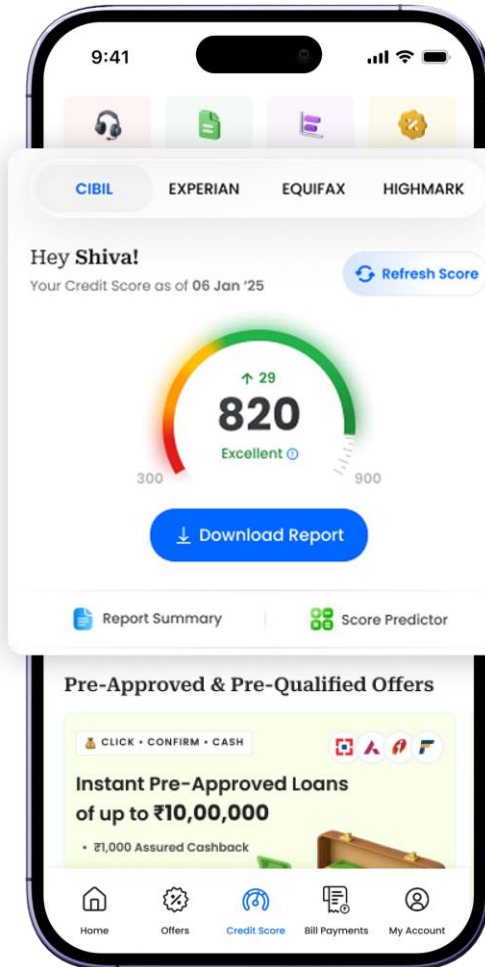 9:41
CIBIL EXPERIAN EQUIFAX HIGHMARK
Hey Shiva!
Your Credit Score as of 06 Jan ‘25
Refresh Score
↑ 29
820
Excellent
300 900
Download Report
Report Summary Score Predictor
Pre-Approved & Pre-Qualified Offers
CLICK • CONFIRM • CASH
Instant Pre-Approved Loans
of up to ₹10,00,000
• ₹1,000 Assured Cashback
Home Offers Credit Score Bill Payments My Account